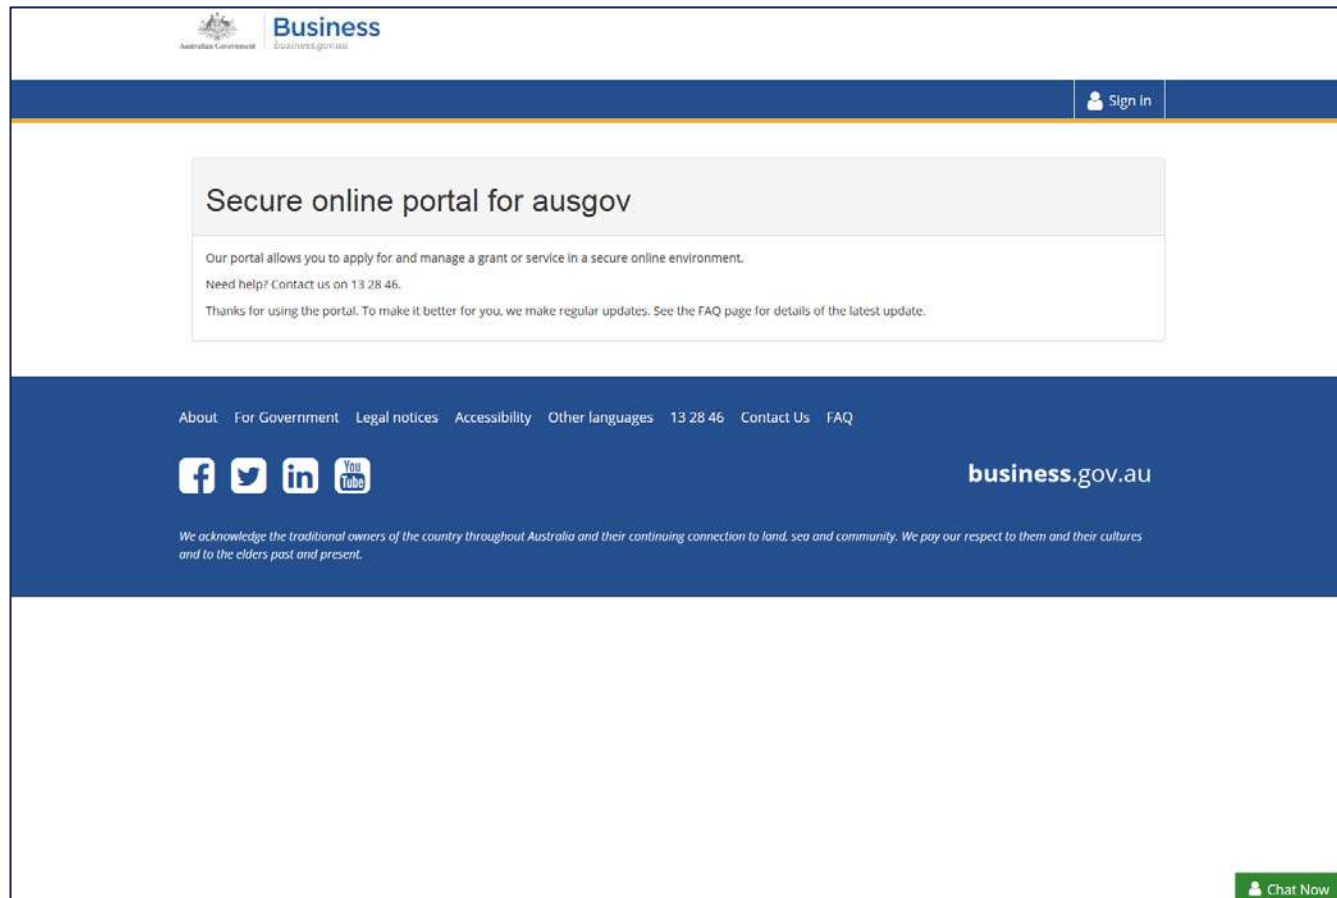 Australian Government
Business
business.gov.au
Sign in
Secure online portal for ausgov
Our portal allows you to apply for and manage a grant or service in a secure online environment.
Need help? Contact us on 13 28 46.
Thanks for using the portal. To make it better for you, we make regular updates. See the FAQ page for details of the latest update.
About For Government Legal notices Accessibility Other languages 13 28 46 Contact Us FAQ
You
Tube
business.gov.au
We acknowledge the traditional owners of the country throughout Australia and their continuing connection to land, sea and community. We pay our respect to them and their cultures
and to the elders past and present.
Chat Now